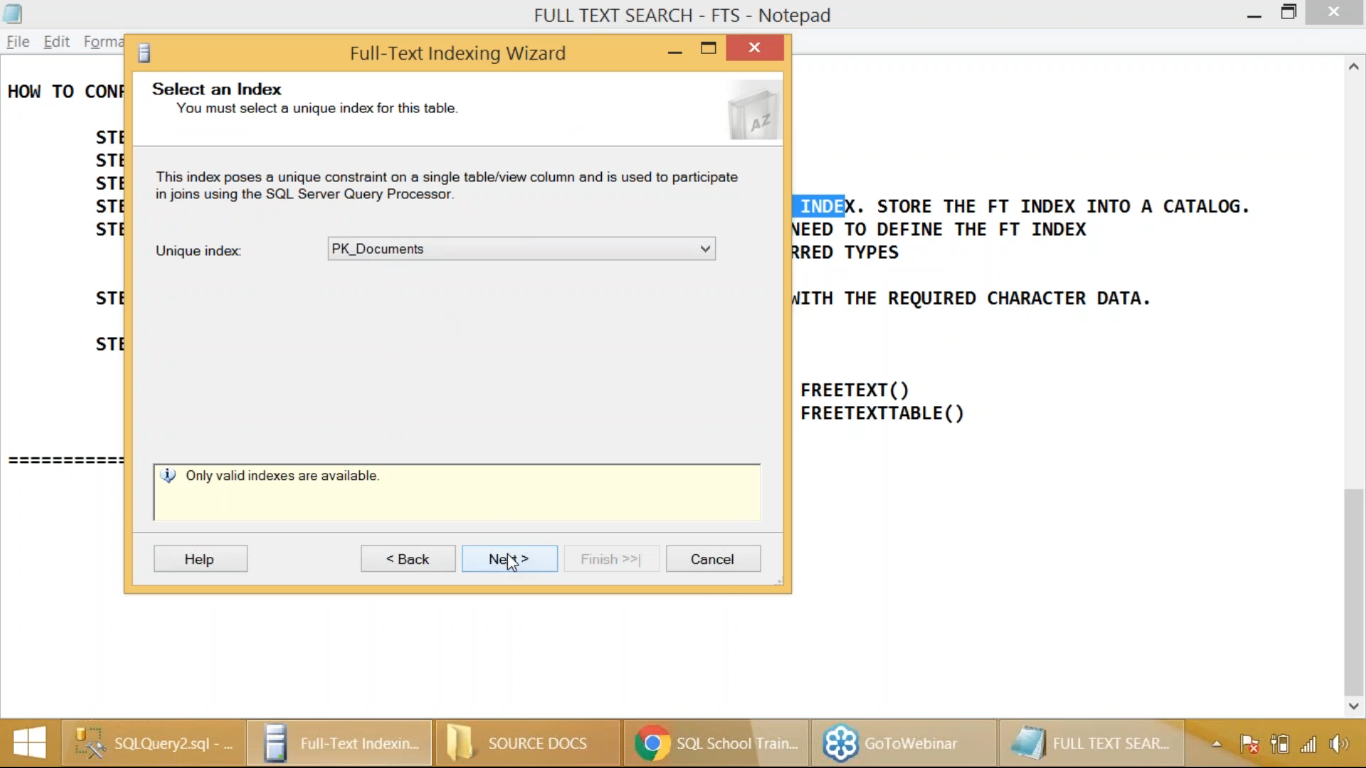 FULL TEXT SEARCH - FTS - Notepad
File Edit Forma
Full-Text Indexing Wizard
HOW TO CONF
Select an Index
You must select a unique index for this table.
AZ
STE
STE
STE
This index poses a unique constraint on a single table/view column and is used to participate
in joins using the SQL Server Query Processor.
STE INDEX. STORE THE FT INDEX INTO A CATALOG.
STE NEED TO DEFINE THE FT INDEX
RRED TYPES
Unique index: PK_Documents
STE WITH THE REQUIRED CHARACTER DATA.
STE
FREETEXT()
FREETEXTTABLE()
===========
Only valid indexes are available.
Help < Back Next > Finish >>| Cancel
SQLQuery2.sql - ... Full-Text Indexin... SOURCE DOCS SQL School Train... GoToWebinar FULL TEXT SEAR...